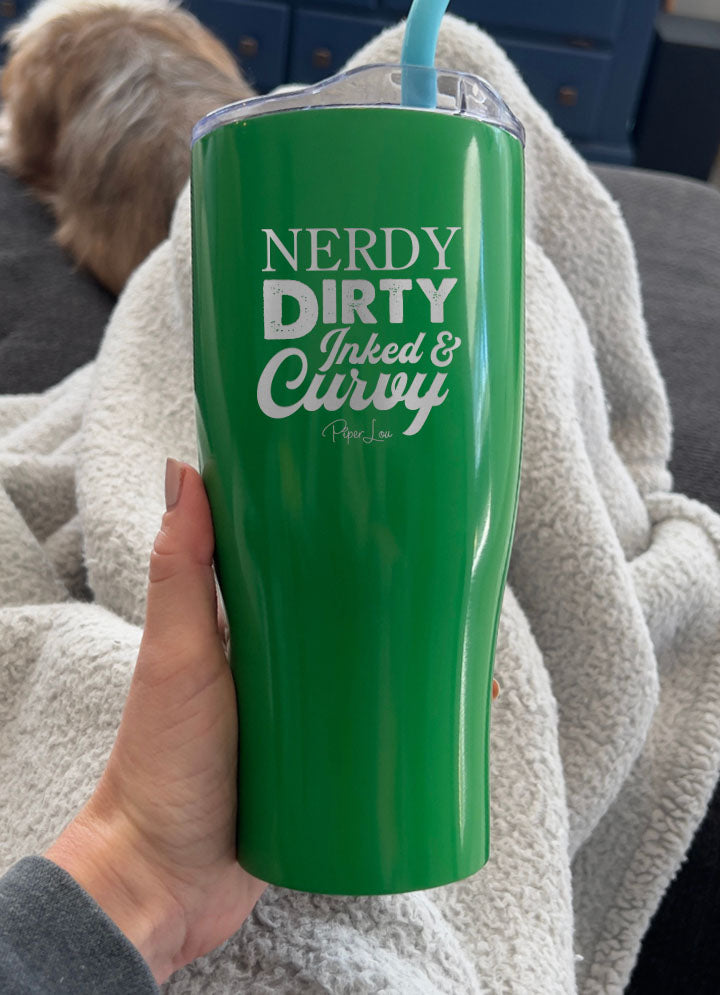 NERDY
DIRTY
Inked &
Curvy
Piper Lou